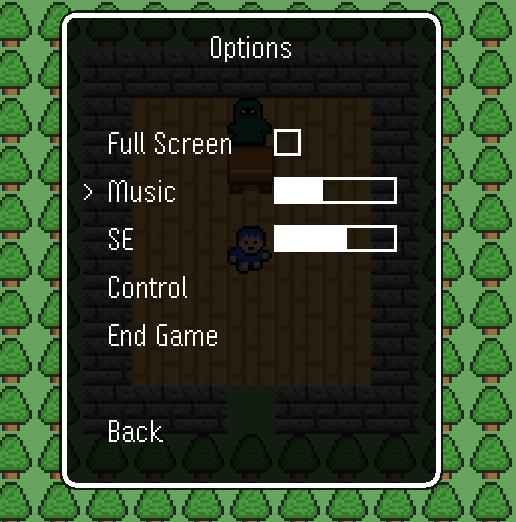 Options
Full Screen
> Music
SE
Control
End Game
Back